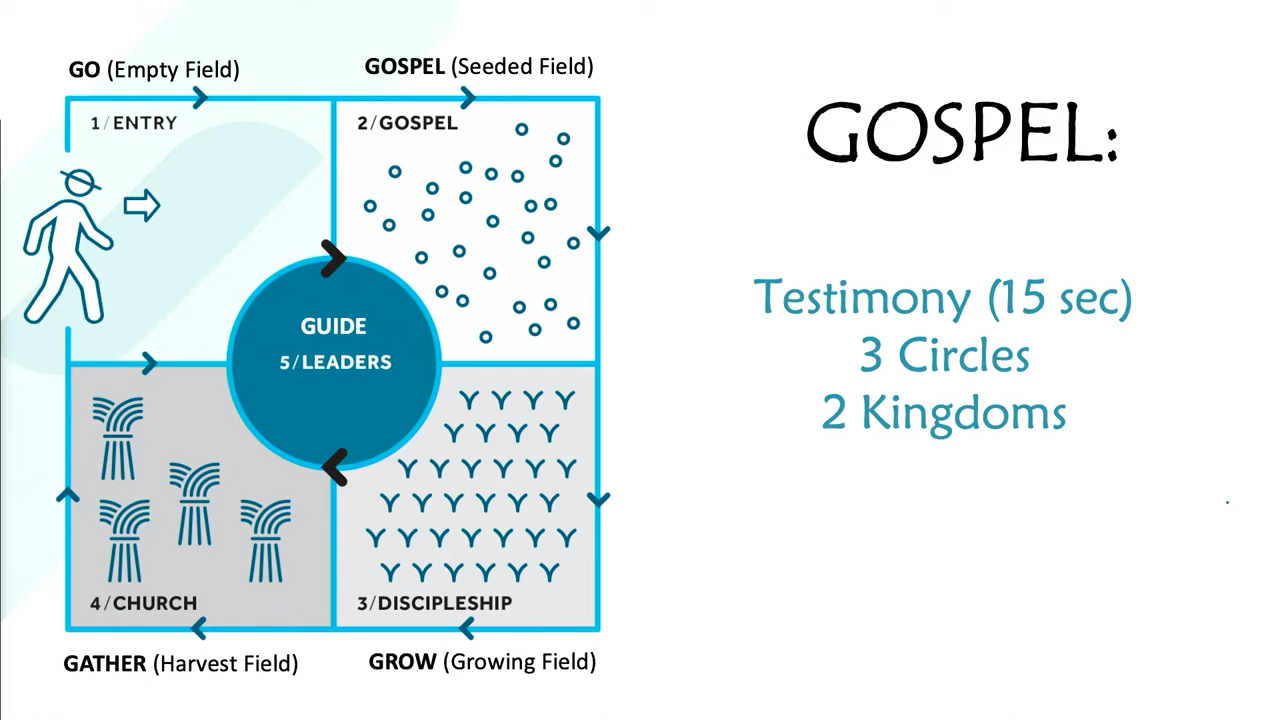 GO (Empty Field)
GOSPEL (Seeded Field)
1/ENTRY
2/GOSPEL
GUIDE
5/LEADERS
4/CHURCH
3/DISCIPLESHIP
GATHER (Harvest Field)
GROW (Growing Field)
GOSPEL:
Testimony (15 sec)
3 Circles
2 Kingdoms